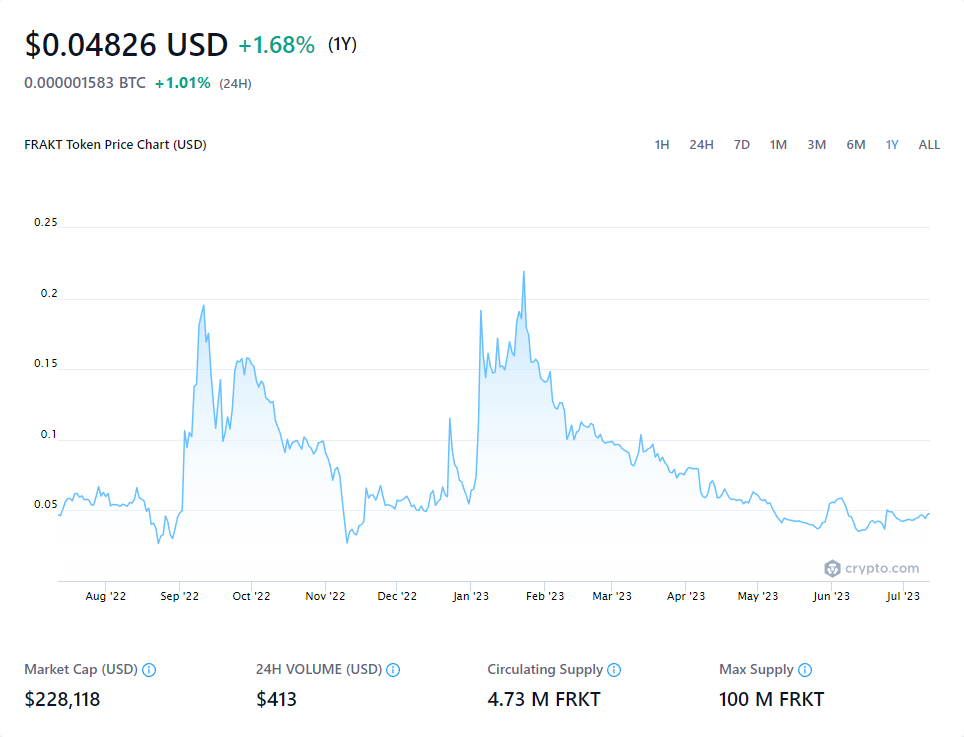 $0.04826 USD +1.68% (1Y)
0.000001583 BTC +1.01% (24H)
FRAKT Token Price Chart (USD) 1H 24H 7D 1M 3M 6M 1Y ALL
0.25
0.2
0.15
0.1
0.05
crypto.com
Aug '22 Sep '22 Oct '22 Nov '22 Dec '22 Jan '23 Feb '23 Mar '23 Apr '23 May '23 Jun '23 Jul '23
Market Cap (USD) 24H VOLUME (USD) Circulating Supply Max Supply
$228,118 $413 4.73 M FRKT 100 M FRKT